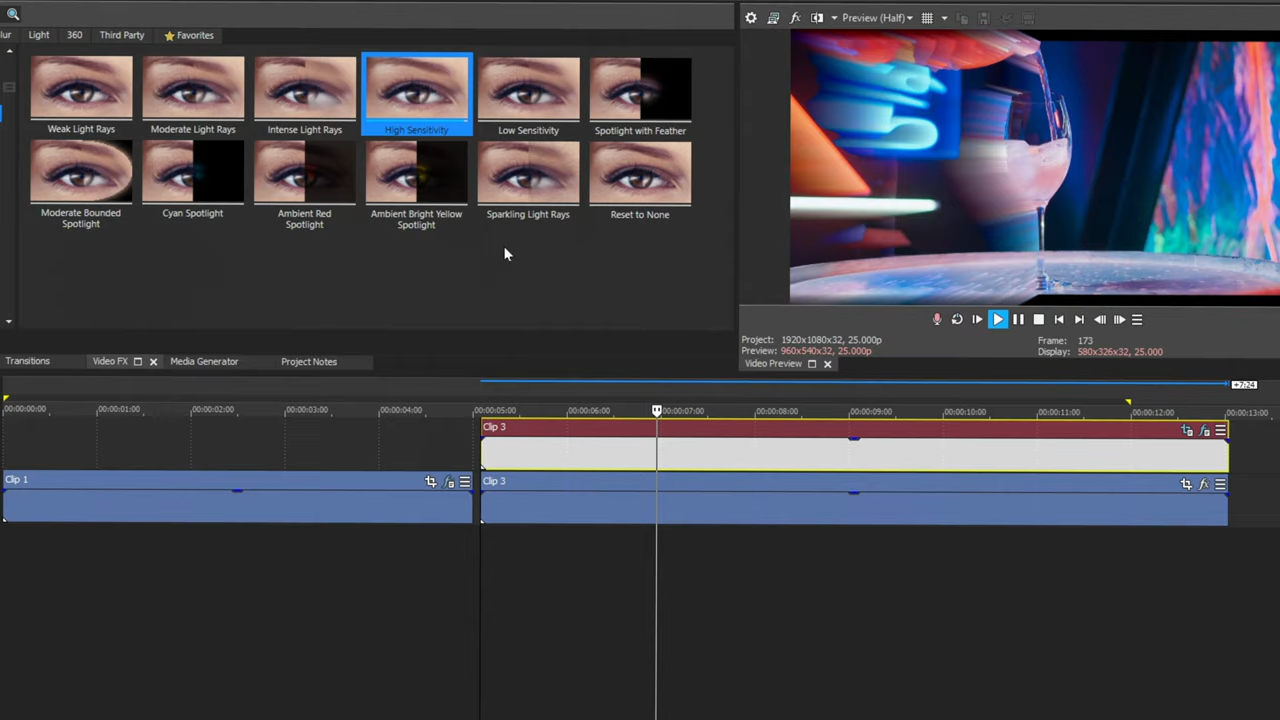 Preview (Half)
lur
Light
360
Third Party
Favorites
Weak Light Rays
Moderate Light Rays
Intense Light Rays
High Sensitivity
Low Sensitivity
Spotlight with Feather
Moderate Bounded
Spotlight
Cyan Spotlight
Ambient Red
Spotlight
Ambient Bright Yellow
Spotlight
Sparkling Light Rays
Reset to None
Project: 1920x1080x32, 25.000p
Frame: 173
Preview: 960x540x32, 25.000p
Display: 580x326x32, 25.000
Video Preview
Transitions
Video FX
Media Generator
Project Notes
+7:24
00:00:00:00
00:00:01:00
00:00:02:00
00:00:03:00
00:00:04:00
00:00:05:00
00:00:06:00
00:00:07:00
00:00:08:00
00:00:09:00
00:00:10:00
00:00:11:00
00:00:12:00
00:00:13:00
Clip 3
Clip 1
Clip 3